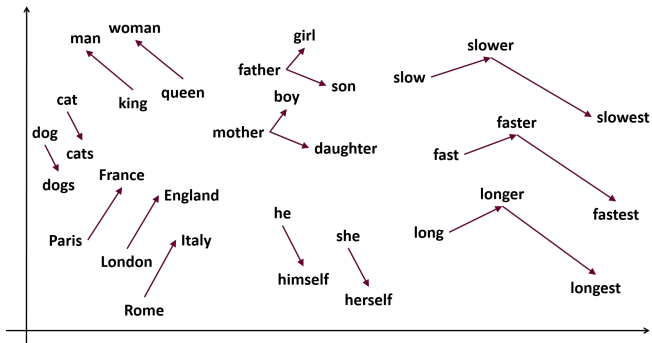 man
woman
king
queen
cat
dog
cats
dogs
France
England
Paris
London
Italy
Rome
girl
father
son
boy
mother
daughter
he
she
himself
herself
slower
slow
slowest
faster
fast
fastest
longer
long
longest